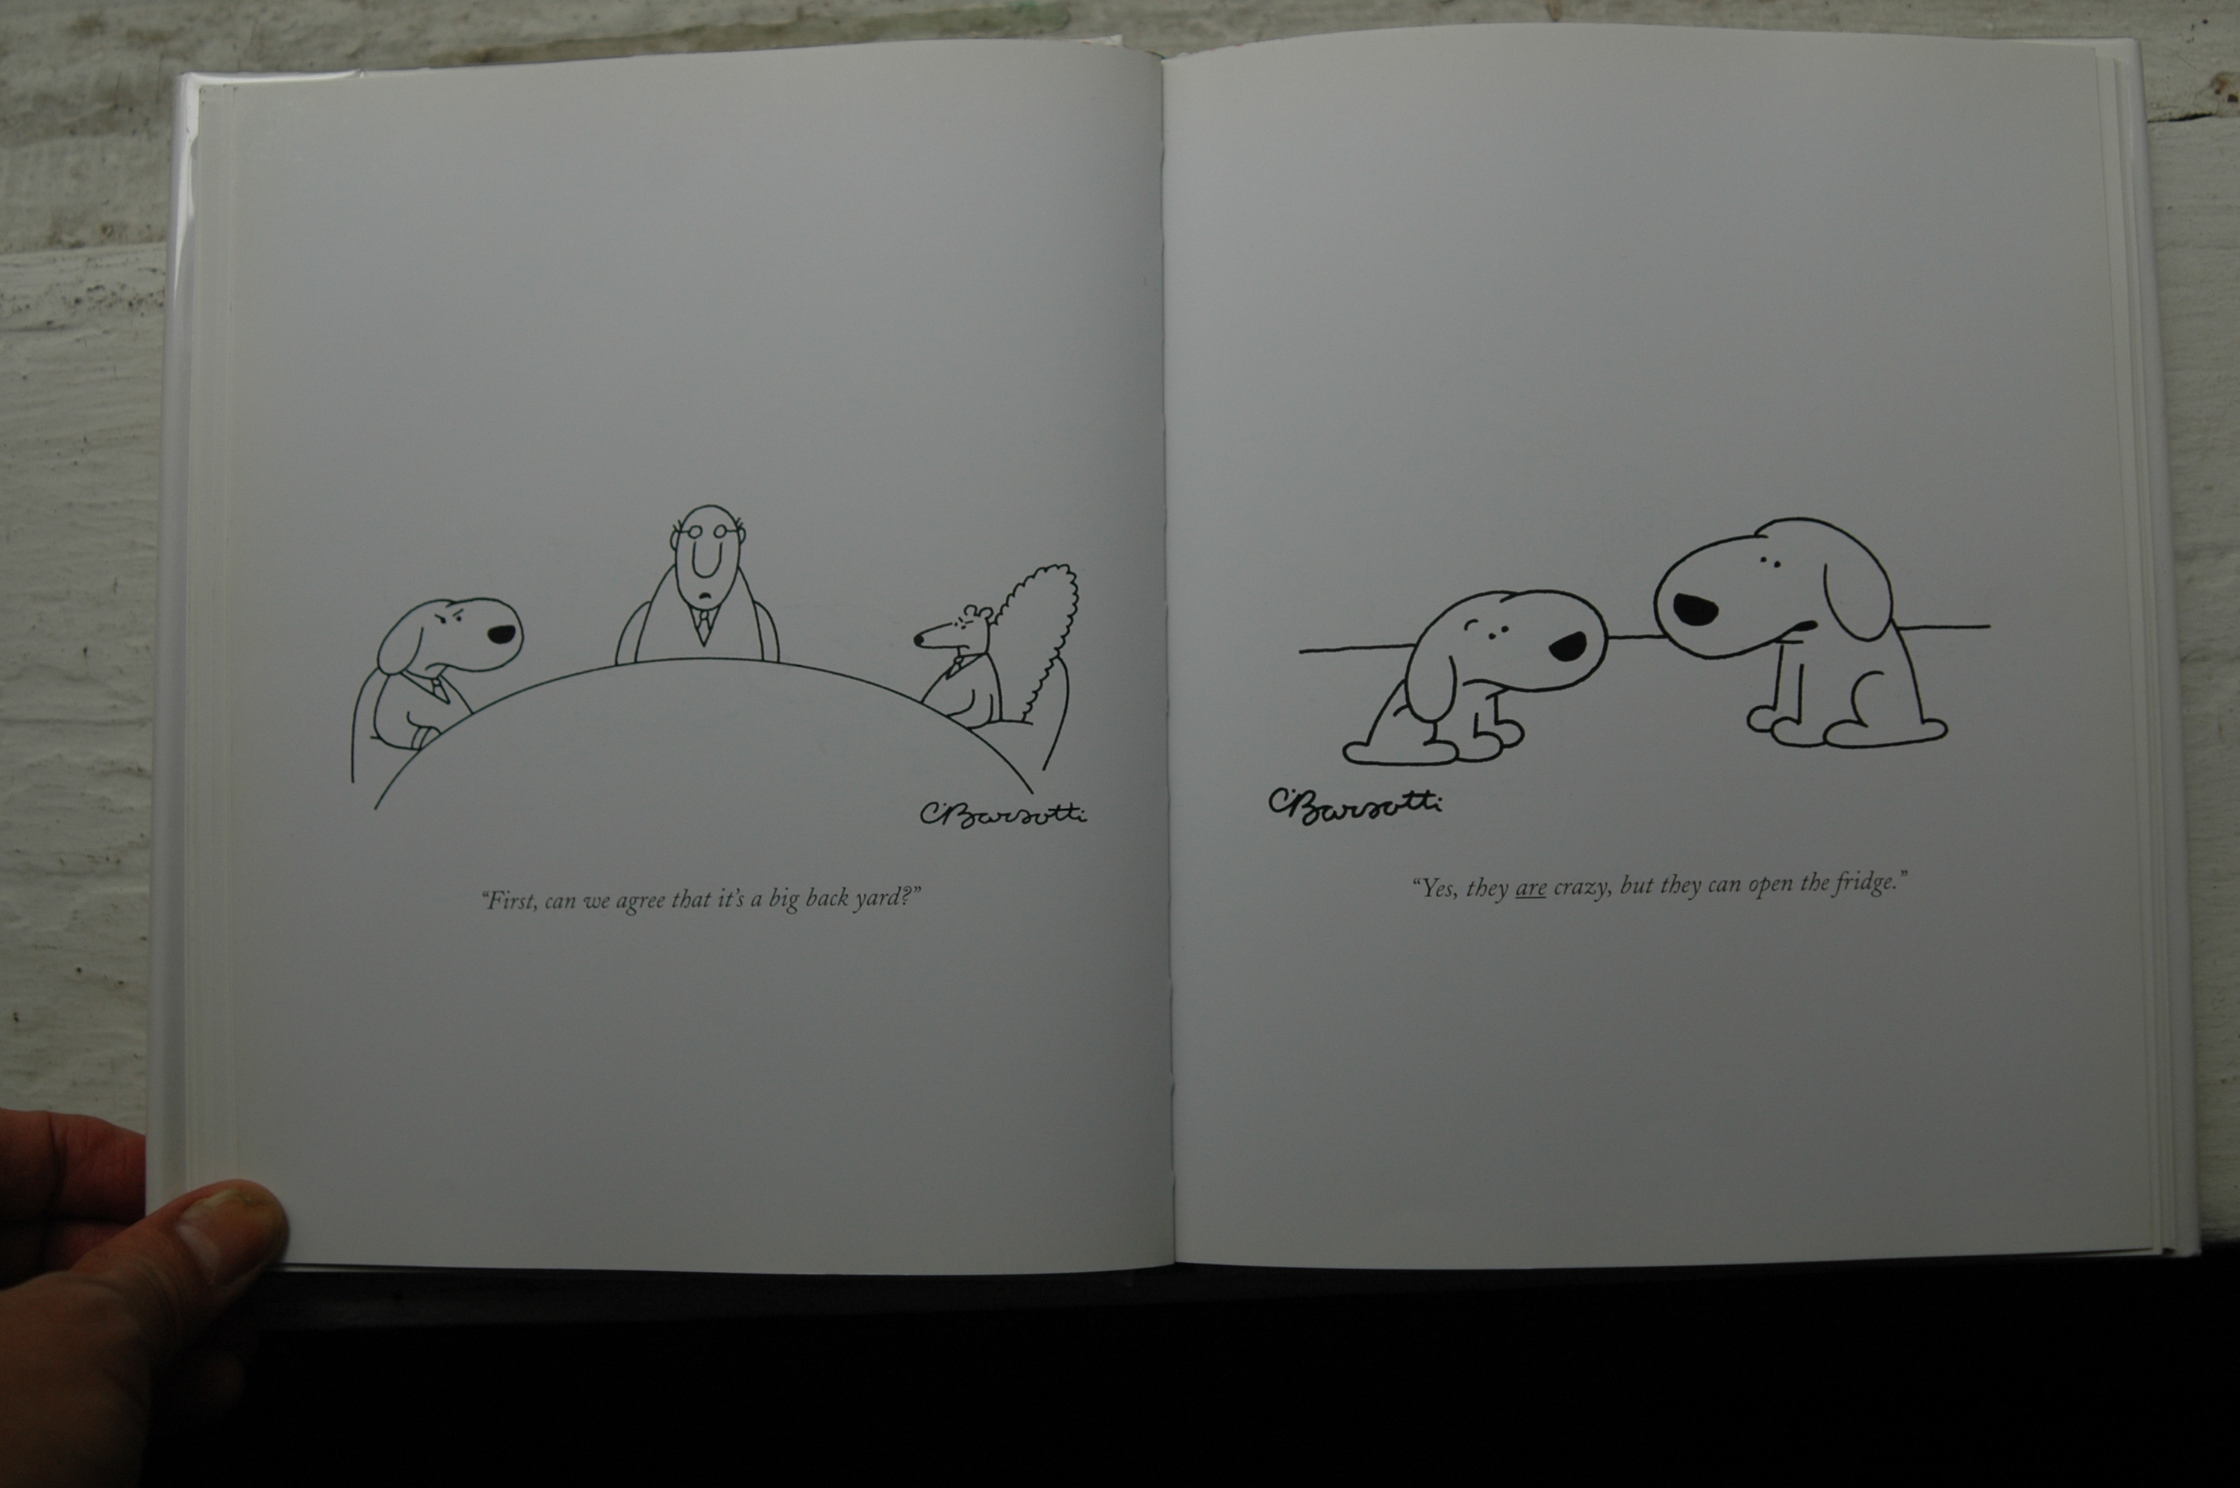 CBarsotti
“First, can we agree that it’s a big back yard?”
CBarsotti
“Yes, they are crazy, but they can open the fridge.”